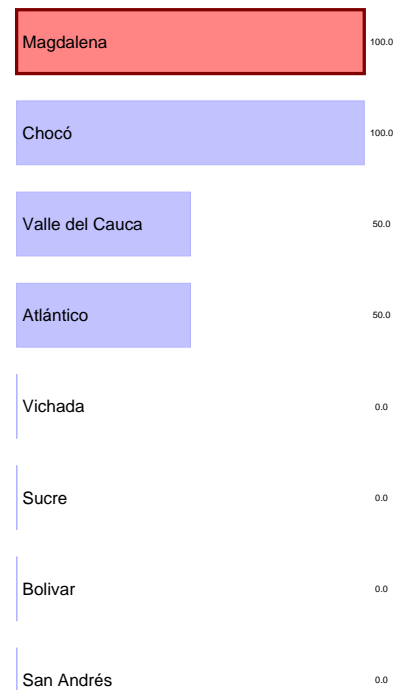 Magdalena 100.0
Chocó 100.0
Valle del Cauca 50.0
Atlántico 50.0
Vichada 0.0
Sucre 0.0
Bolivar 0.0
San Andrés 0.0